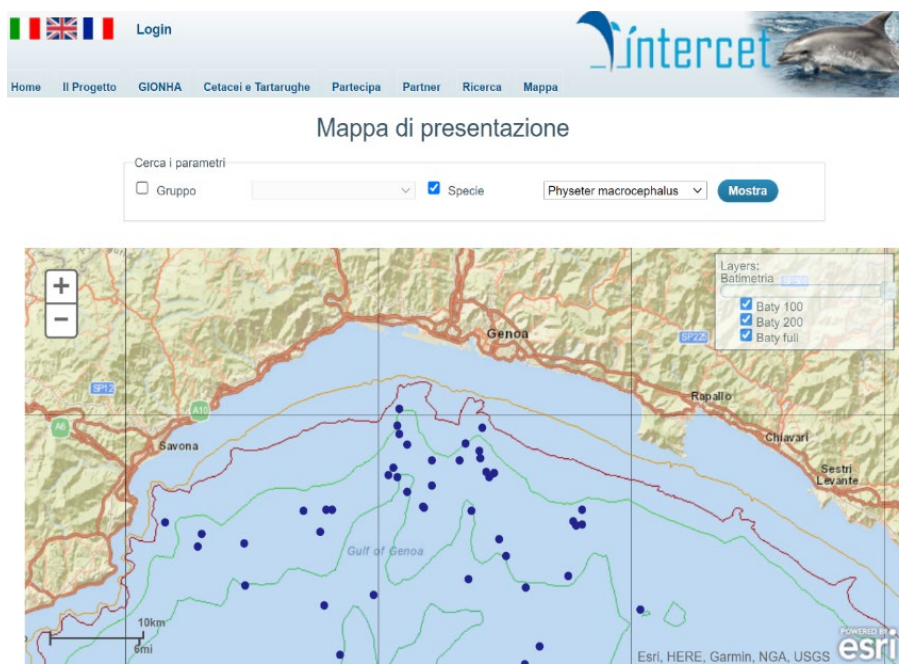 Login
intercet
Home Il Progetto GIONHA Cetacei e Tartarughe Partecipa Partner Ricerca Mappa
Mappa di presentazione
Cerca i parametri
Gruppo Specie Physeter macrocephalus Mostra
Layers:
Batimetria
+
−
Baty 100
Baty 200
Baty full
Genoa
SP225
SP12
Rapallo
A10
A6
Savona
Chiavari
Sestri
Levante
Gulf of Genoa
10km
6mi
POWERED BY
esri
Esri, HERE, Garmin, NGA, USGS